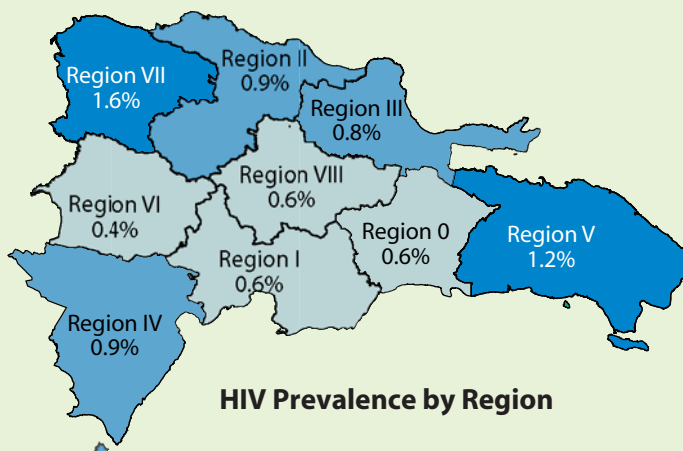 Region VII
1.6%
Region II
0.9%
Region III
0.8%
Region VI
0.4%
Region VIII
0.6%
Region 0
0.6%
Region V
1.2%
Region I
0.6%
Region IV
0.9%
HIV Prevalence by Region